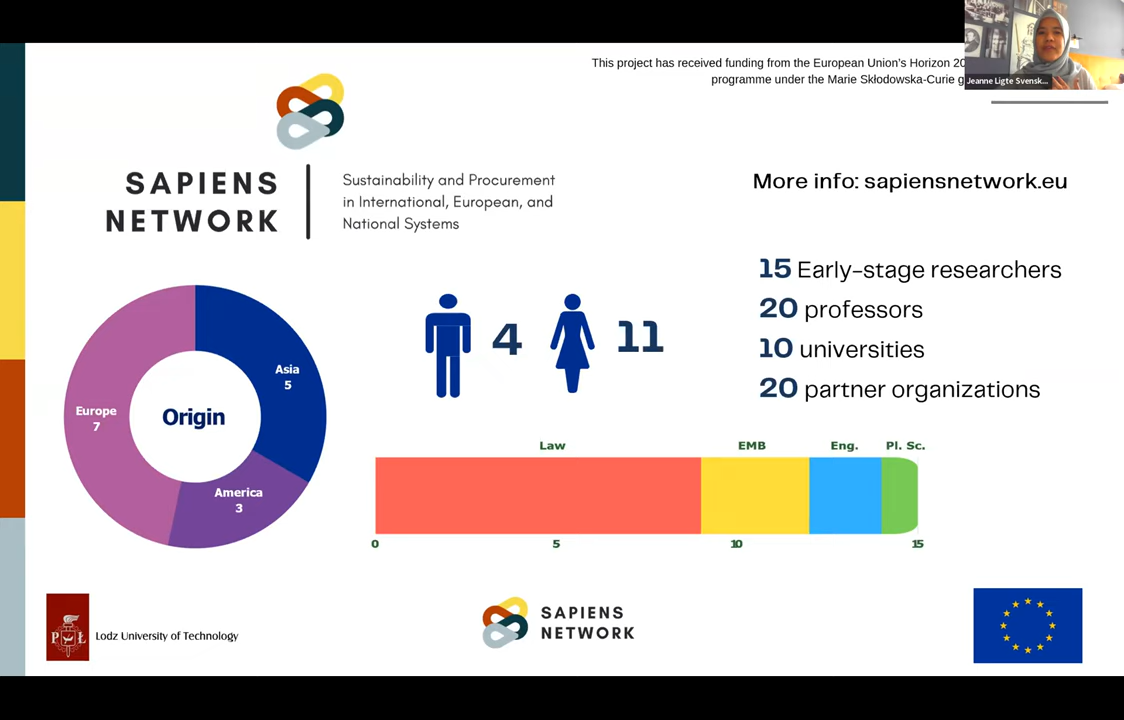 This project has received funding from the European Union's Horizon 20
programme under the Marie Skłodowska-Curie g
Jeanne Ligte Svensk...
SAPIENS
NETWORK
Sustainability and Procurement
in International, European, and
National Systems
More info: sapiensnetwork.eu
15 Early-stage researchers
20 professors
10 universities
20 partner organizations
Origin
Asia
5
Europe
7
America
3
4
11
Law EMB Eng. Pl. Sc.
0 5 10 15
P Ł
Lodz University of Technology
SAPIENS
NETWORK